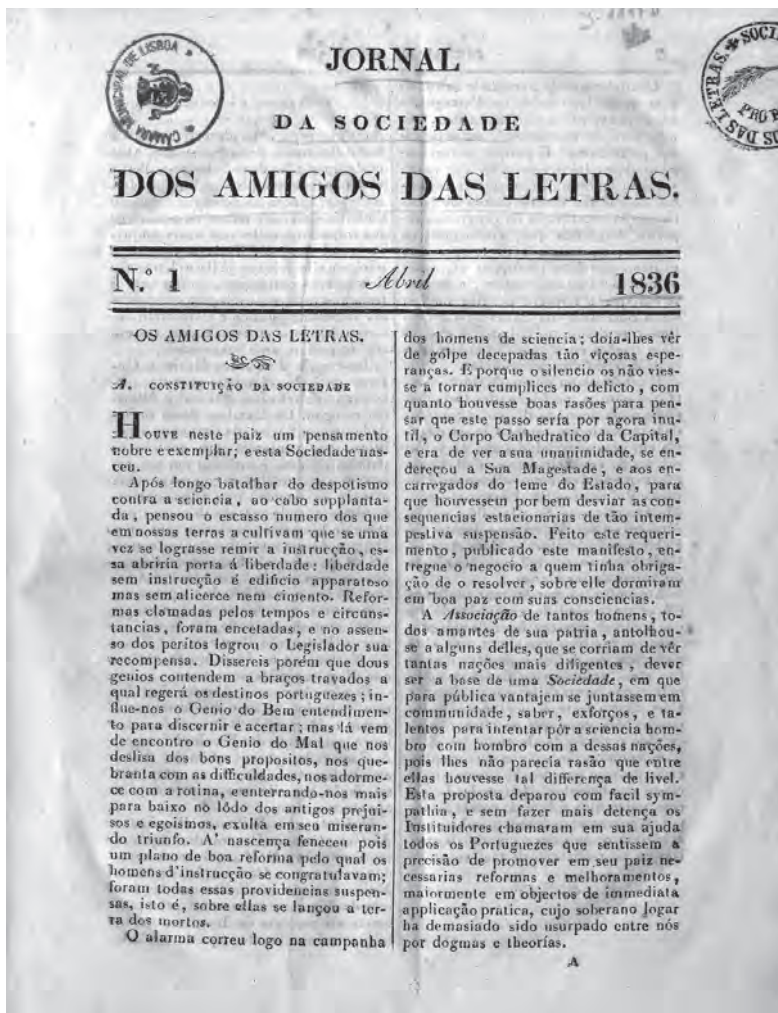 JORNAL
DA SOCIEDADE
DOS AMIGOS DAS LETRAS.
CAMARA MUNICIPAL DE LISBOA
N.º 1
Abril
1836
OS AMIGOS DAS LETRAS.
A. CONSTITUIÇÃO DA SOCIEDADE
HOUVE neste paiz um pensamento
nobre e exemplar; e esta Sociedade nas-
ceu.
Após longo batalhar do despotismo
contra a sciencia, ao cabo supplanta-
da, pensou o escasso numero dos que
em nossas terras a cultivam que se uma
vez se lograsse remir a instrucção, es-
sa abriria porta á liberdade: liberdade
sem instrucção é edificio apparatoso
mas sem alicerce nem cimento. Refor-
mas clamadas pelos tempos e circuns-
tancias, foram encetadas, e no assen-
so dos peritos logrou o Legislador sua
recompensa. Dissereis porém que dous
genios contendem a braços travados a
qual regerá os destinos portuguezes; in-
flue-nos o Genio do Bem entendimen-
to para discernir e acertar; mas lá vem
de encontro o Genio do Mal que nos
deslisa dos bons propositos, nos que-
branta com as difficuldades, nos adorme-
ce com a rotina, e enterrando-nos mais
para baixo no lôdo dos antigos prejui-
sos e egoismos, exulta em seu miseran-
do triunfo. A' nascença feneceu pois
um plano de boa reforma pelo qual os
homens d'instrucção se congratulavam;
foram todas essas providencias suspen-
sas, isto é, sobre ellas se lançou a ter-
ra dos mortos.
O alarma correu logo na campanha
dos homens de sciencia; doia-lhes vêr
de golpe decepadas tão viçosas espe-
ranças. E porque o silencio os não vies-
se a tornar cumplices no delicto, com
quanto houvesse boas rasões para pen-
sar que este passo sería por agora inu-
til, o Corpo Cathedratico da Capital,
e era de ver a sua unanimidade, se en-
dereçou a Sua Magestade, e aos en-
carregados do leme do Estado, para
que houvessem por bem desviar as con-
sequencias estacionarias de tão intem-
pestiva suspensão. Feito este requeri-
mento, publicado este manifesto, en-
tregue o negocio a quem tinha obriga-
ção de o resolver, sobre elle dormiram
em boa paz com suas consciencias.
A Associação de tantos homens, to-
dos amantes de sua patria, antolhou-
se a alguns delles, que se corriam de vêr
tantas nações mais diligentes, dever
ser a base de uma Sociedade, em que
para pública vantajem se juntassem em
communidade, saber, exforços, e ta-
lentos para intentar pôr a sciencia hom-
bro com hombro com a dessas nações,
pois lhes não parecia rasão que entre
ellas houvesse tal differença de livel.
Esta proposta deparou com facil sym-
pathia, e sem fazer mais detença os
Instituidores chamaram em sua ajuda
todos os Portuguezes que sentissem a
precisão de promover em seu paiz ne-
cessarias reformas e melhoramentos,
maiormente em objectos de immediata
applicação pratica, cujo soberano logar
ha demasiado sido usurpado entre nós
por dogmas e theorías.
A